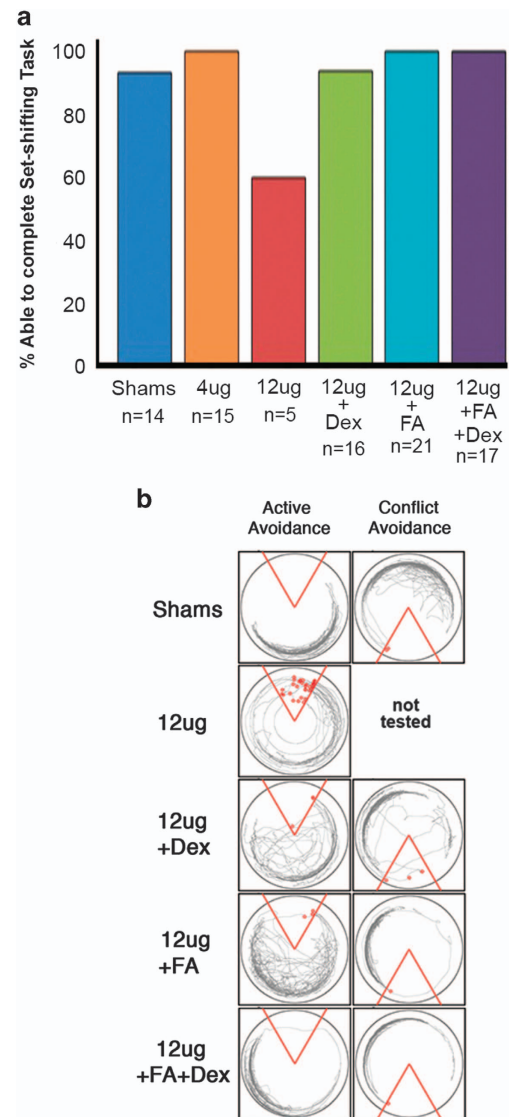 a
% Able to complete Set-shifting Task
100
80
60
40
20
0
Shams
n=14
4ug
n=15
12ug
n=5
12ug
+
Dex
n=16
12ug
+
FA
n=21
12ug
+FA
+Dex
n=17
b
Active
Avoidance
Conflict
Avoidance
Shams
12ug
not
tested
12ug
+Dex
12ug
+FA
12ug
+FA+Dex